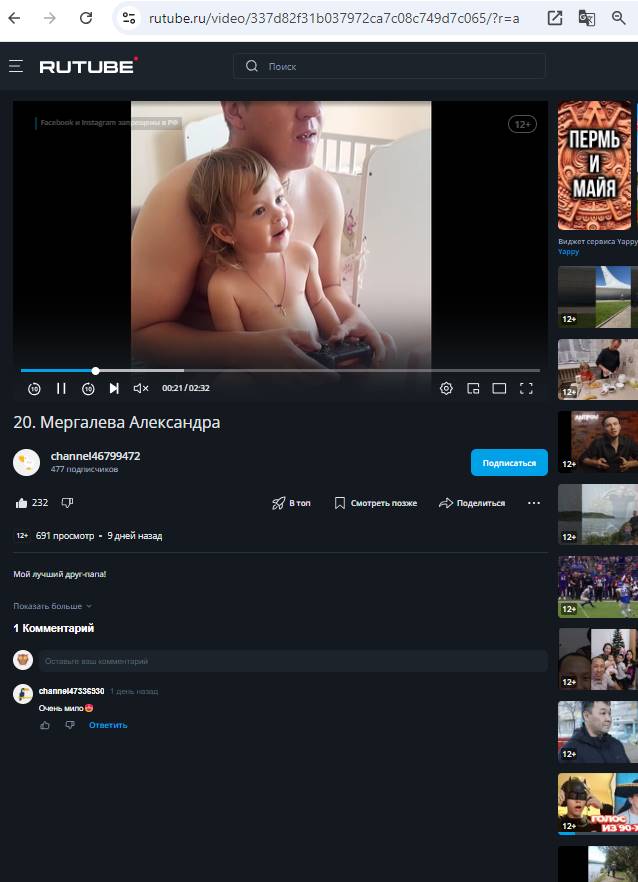 rutube.ru/video/337d82f31b037972ca7c08c749d7c065/?r=a
RUTUBE
Поиск
Facebook и Instagram запрещены в РФ
12+
00:21 / 02:32
20. Мергалева Александра
channel46799472
477 подписчиков
Подписаться
232
В топ
Смотреть позже
Поделиться
12+ 691 просмотр • 9 дней назад
Мой лучший друг-папа!
Показать больше
1 Комментарий
Оставьте ваш комментарий
channel47336930 1 день назад
Очень мило😍
Ответить
ПЕРМЬ
И
МАЙЯ
Виджет сервиса Yappy
Yappy
12+
12+
12+
12+
12+
12+
12+
ГОЛОС
ИЗ 90-Х
12+